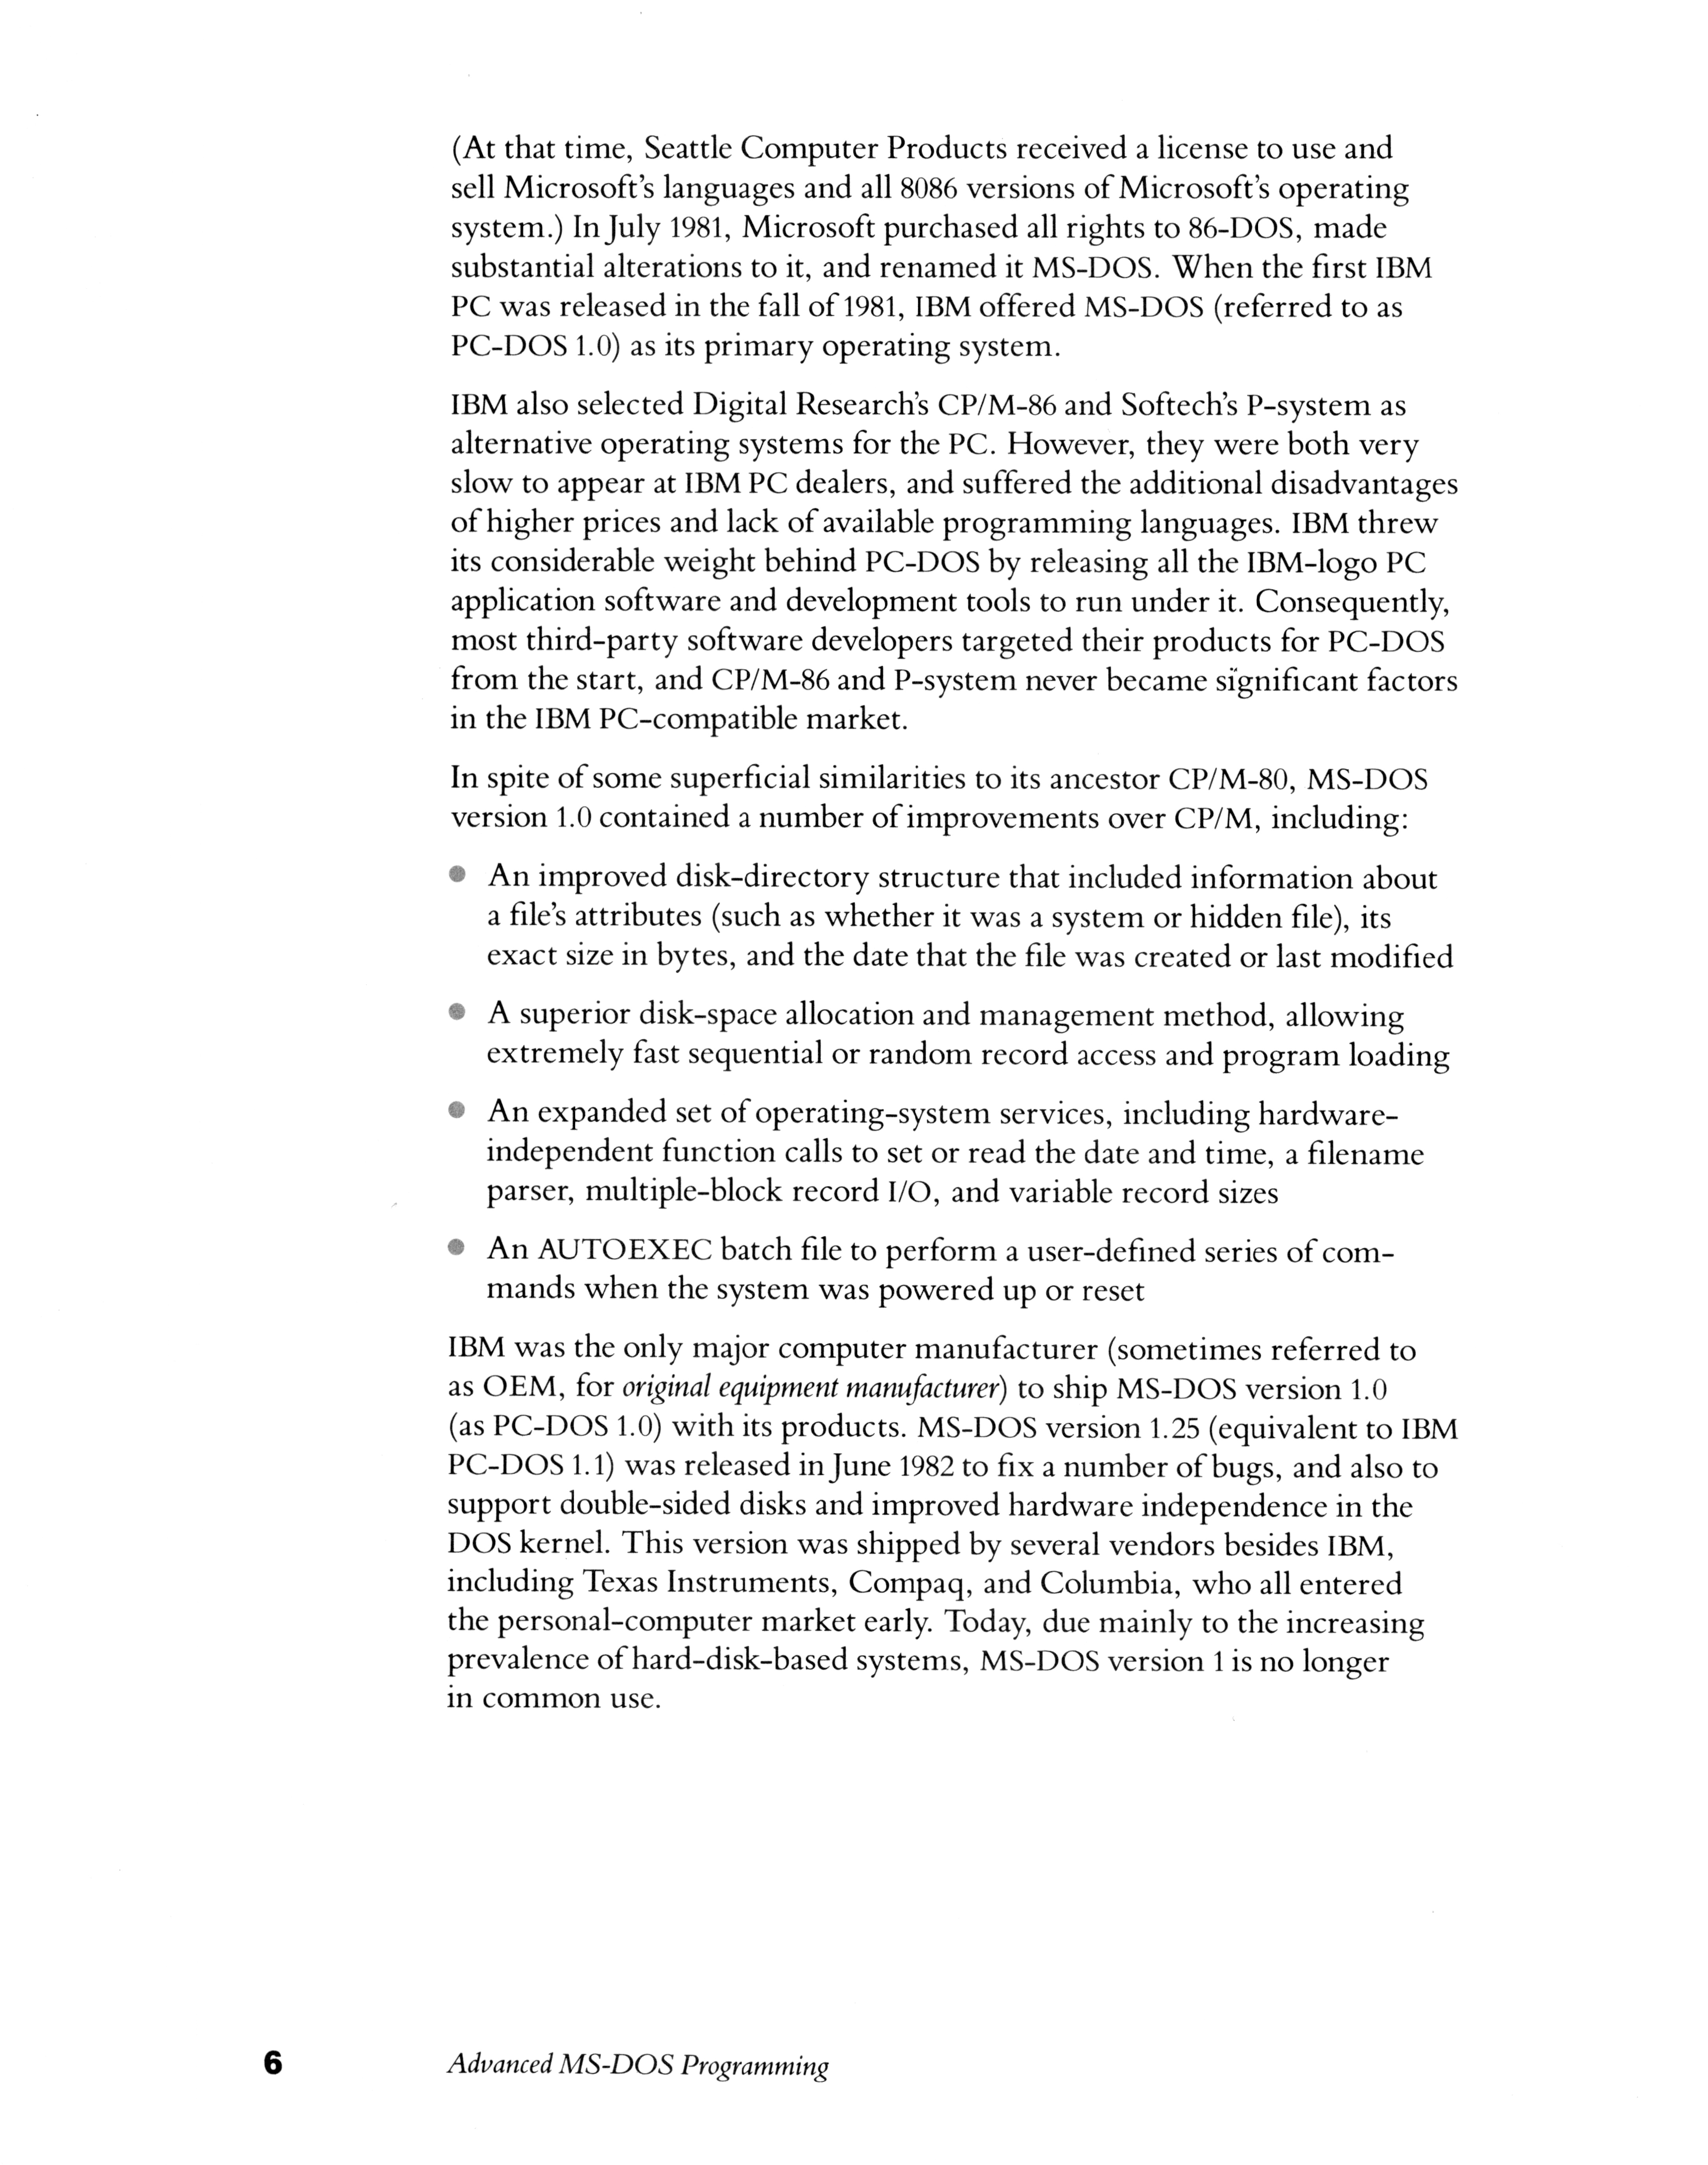 (At that time, Seattle Computer Products received a license to use and
sell Microsoft's languages and all 8086 versions of Microsoft's operating
system.) In July 1981, Microsoft purchased all rights to 86-DOS, made
substantial alterations to it, and renamed it MS-DOS. When the first IBM
PC was released in the fall of 1981, IBM offered MS-DOS (referred to as
PC-DOS 1.0) as its primary operating system.
IBM also selected Digital Research's CP/M-86 and Softech's P-system as
alternative operating systems for the PC. However, they were both very
slow to appear at IBM PC dealers, and suffered the additional disadvantages
of higher prices and lack of available programming languages. IBM threw
its considerable weight behind PC-DOS by releasing all the IBM-logo PC
application software and development tools to run under it. Consequently,
most third-party software developers targeted their products for PC-DOS
from the start, and CP/M-86 and P-system never became significant factors
in the IBM PC-compatible market.
In spite of some superficial similarities to its ancestor CP/M-80, MS-DOS
version 1.0 contained a number of improvements over CP/M, including:
● An improved disk-directory structure that included information about
a file's attributes (such as whether it was a system or hidden file), its
exact size in bytes, and the date that the file was created or last modified
● A superior disk-space allocation and management method, allowing
extremely fast sequential or random record access and program loading
● An expanded set of operating-system services, including hardware-
independent function calls to set or read the date and time, a filename
parser, multiple-block record I/O, and variable record sizes
● An AUTOEXEC batch file to perform a user-defined series of com-
mands when the system was powered up or reset
IBM was the only major computer manufacturer (sometimes referred to
as OEM, for original equipment manufacturer) to ship MS-DOS version 1.0
(as PC-DOS 1.0) with its products. MS-DOS version 1.25 (equivalent to IBM
PC-DOS 1.1) was released in June 1982 to fix a number of bugs, and also to
support double-sided disks and improved hardware independence in the
DOS kernel. This version was shipped by several vendors besides IBM,
including Texas Instruments, Compaq, and Columbia, who all entered
the personal-computer market early. Today, due mainly to the increasing
prevalence of hard-disk-based systems, MS-DOS version 1 is no longer
in common use.
6 Advanced MS-DOS Programming